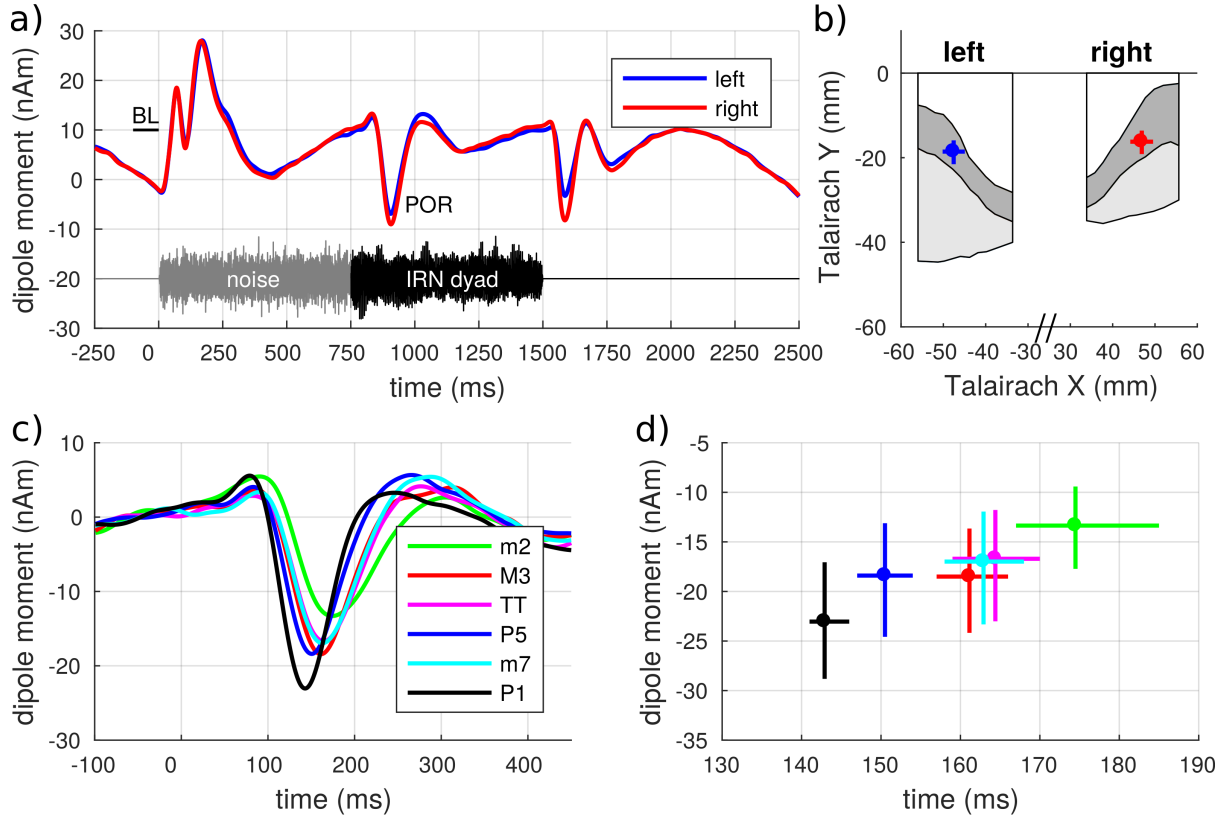 a)
dipole moment (nAm)
30
20
10
0
-10
-20
-30
BL
left
right
POR
noise
IRN dyad
-250 0 250 500 750 1000 1250 1500 1750 2000 2250 2500
time (ms)
b)
left right
Talairach Y (mm)
0
-20
-40
-60
-60 -50 -40 -30 30 40 50 60
Talairach X (mm)
c)
dipole moment (nAm)
10
0
-10
-20
-30
m2
M3
TT
P5
m7
P1
-100 0 100 200 300 400
time (ms)
d)
dipole moment (nAm)
-5
-10
-15
-20
-25
-30
-35
130 140 150 160 170 180 190
time (ms)